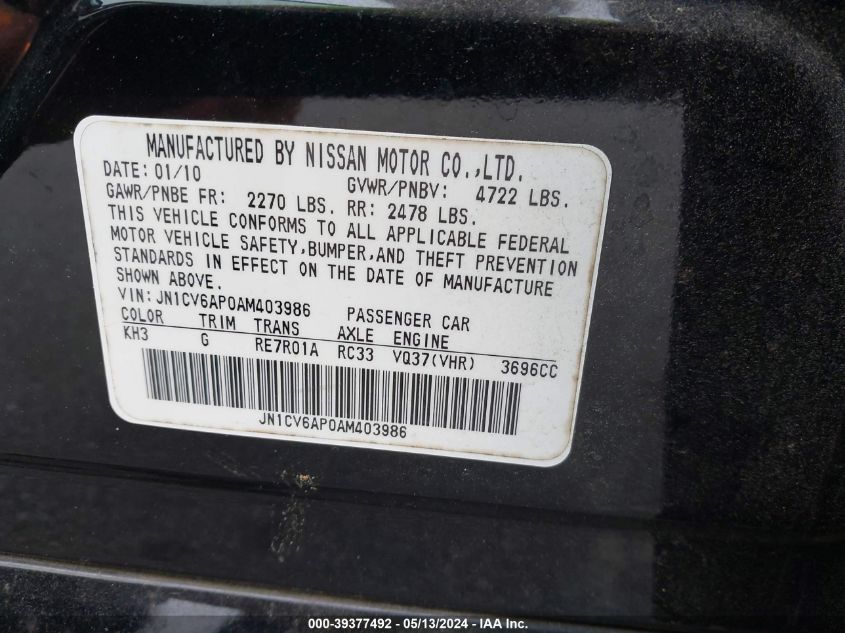 MANUFACTURED BY NISSAN MOTOR CO.,LTD.
DATE: 01/10 GVWR/PNBV: 4722 LBS.
GAWR/PNBE FR: 2270 LBS. RR: 2478 LBS.
THIS VEHICLE CONFORMS TO ALL APPLICABLE FEDERAL
MOTOR VEHICLE SAFETY,BUMPER,AND THEFT PREVENTION
STANDARDS IN EFFECT ON THE DATE OF MANUFACTURE
SHOWN ABOVE.
VIN: JN1CV6AP0AM403986 PASSENGER CAR
COLOR TRIM TRANS AXLE ENGINE
KH3 G RE7R01A RC33 VQ37(VHR) 3696CC
JN1CV6AP0AM403986
000-39377492 - 05/13/2024 - IAA Inc.